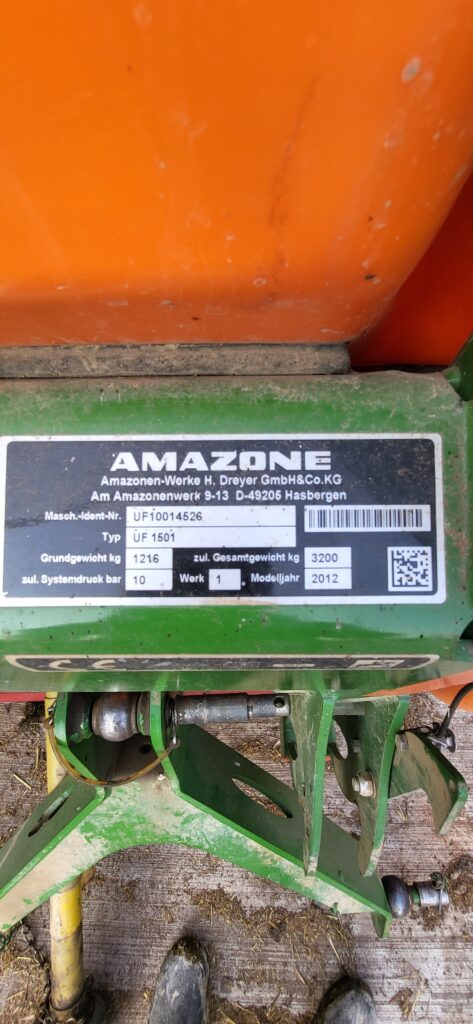 AMAZONE
Amazonen-Werke H. Dreyer GmbH&Co.KG
Am Amazonenwerk 9-13 D-49205 Hasbergen
Masch.-Ident-Nr. UF10014526
Typ UF 1501
Grundgewicht kg 1216 zul. Gesamtgewicht kg 3200
zul. Systemdruck bar 10 Werk 1 Modelljahr 2012
CE